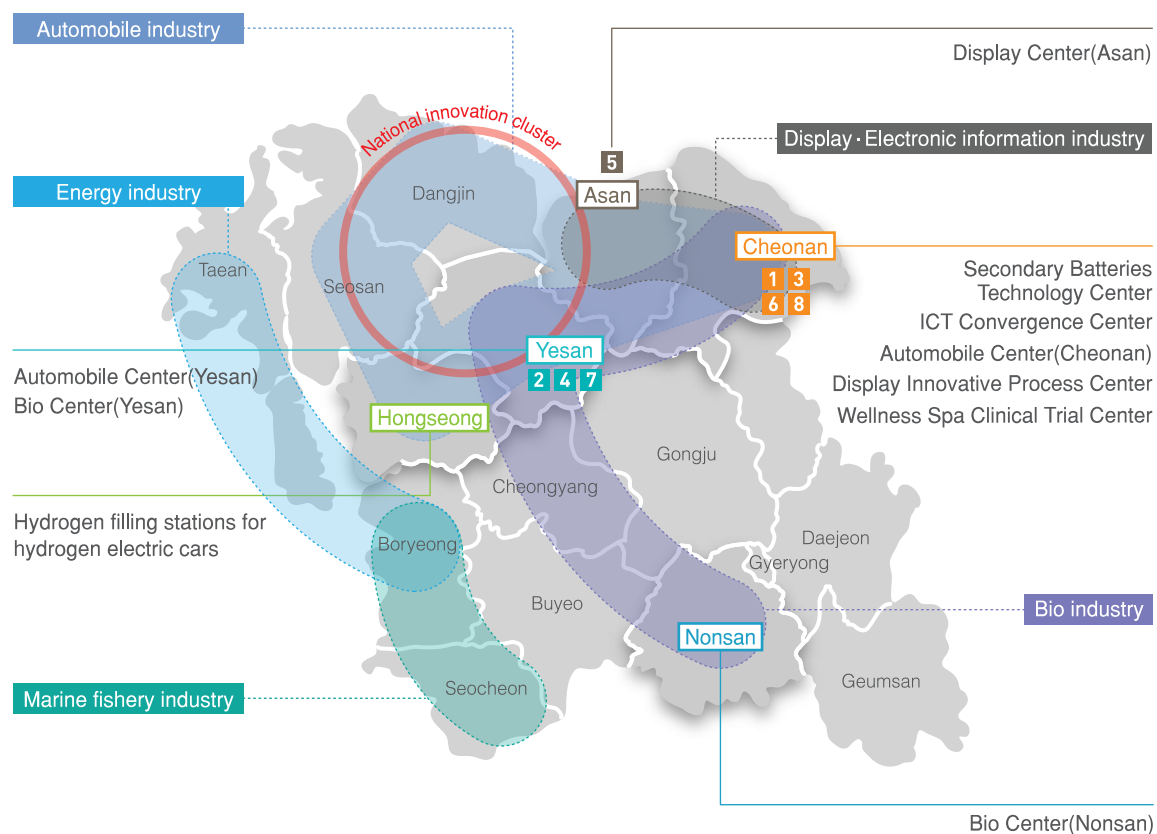 Automobile industry
Display Center(Asan)
National innovation cluster
Display · Electronic information industry
5
Energy industry
Dangjin
Asan
Cheonan
Taean
Seosan
1 3
6 8
Secondary Batteries
Technology Center
ICT Convergence Center
Automobile Center(Cheonan)
Display Innovative Process Center
Wellness Spa Clinical Trial Center
Yesan
2 4 7
Automobile Center(Yesan)
Bio Center(Yesan)
Hongseong
Gongju
Cheongyang
Hydrogen filling stations for
hydrogen electric cars
Boryeong
Daejeon
Gyeryong
Buyeo
Bio industry
Nonsan
Seocheon
Geumsan
Marine fishery industry
Bio Center(Nonsan)